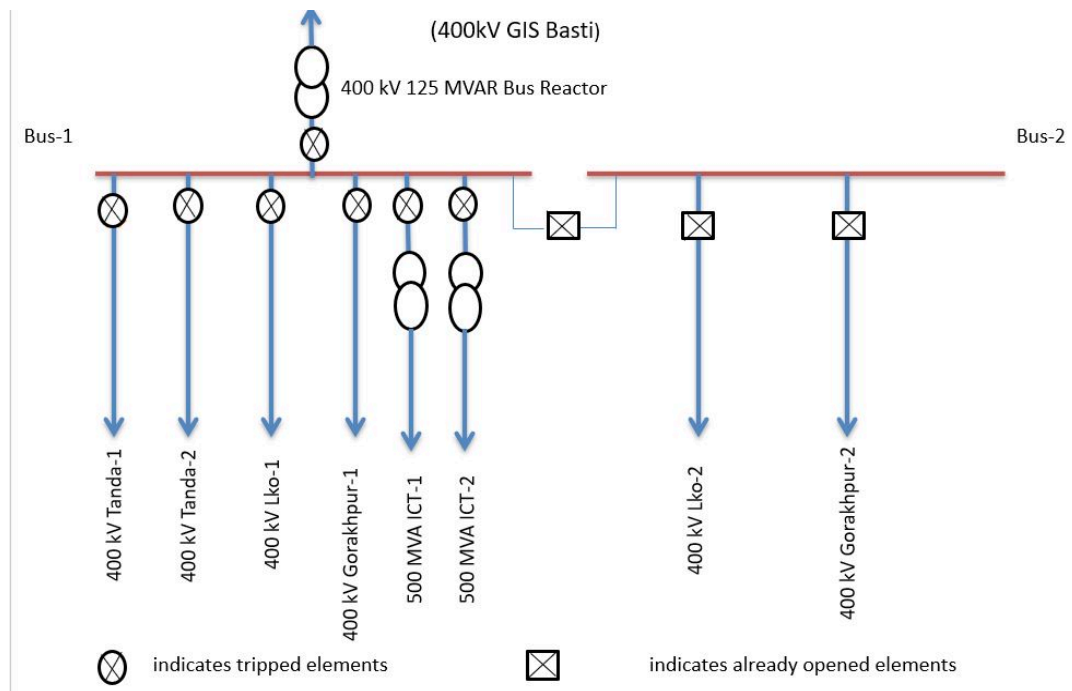 (400kV GIS Basti)
400 kV 125 MVAR Bus Reactor
Bus-1
Bus-2
400 kV Tanda-1
400 kV Tanda-2
400 kV Lko-1
400 kV Gorakhpur-1
500 MVA ICT-1
500 MVA ICT-2
400 kV Lko-2
400 kV Gorakhpur-2
indicates tripped elements
indicates already opened elements